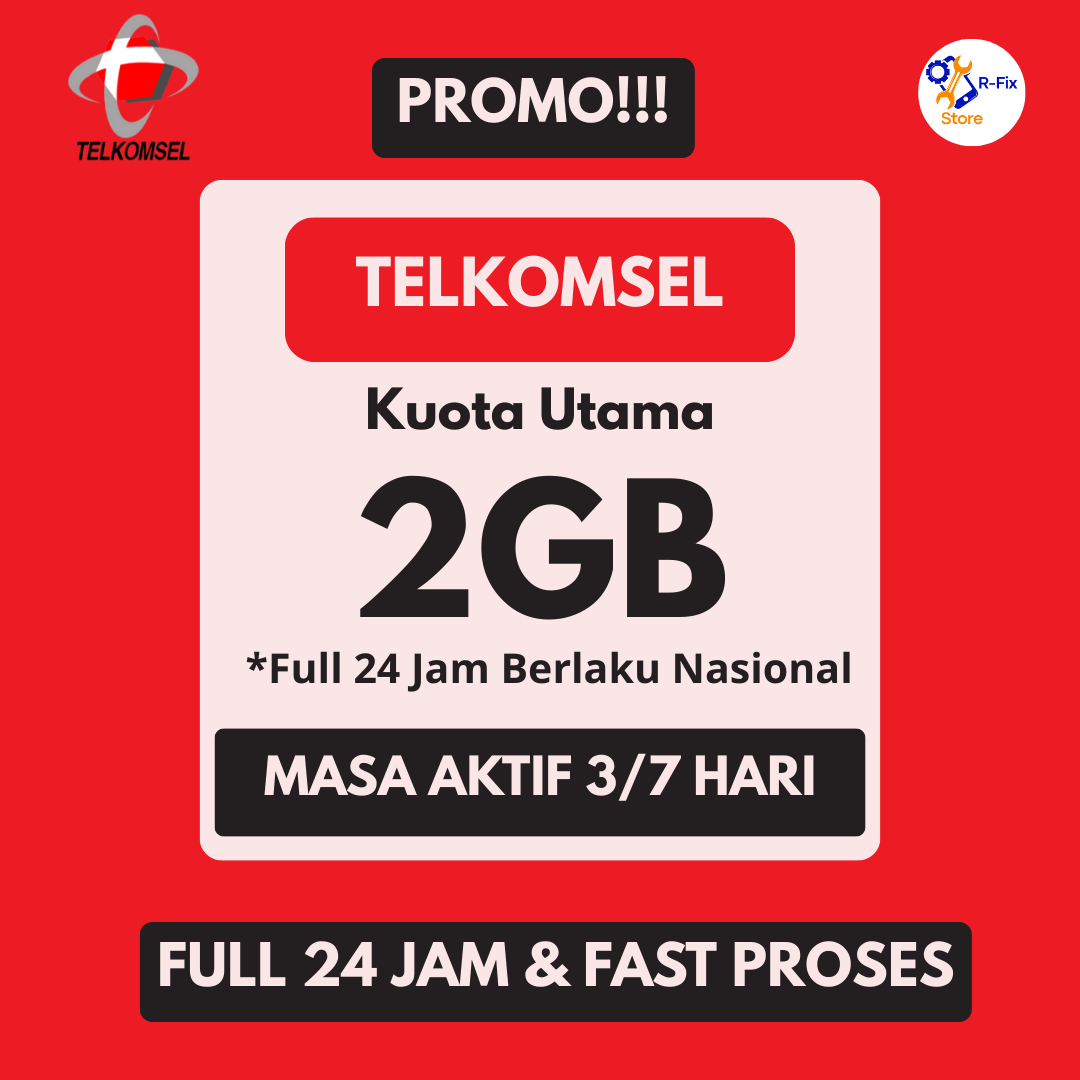 TELKOMSEL
PROMO!!!
R-Fix
Store
TELKOMSEL
Kuota Utama
2GB
*Full 24 Jam Berlaku Nasional
MASA AKTIF 3/7 HARI
FULL 24 JAM & FAST PROSES